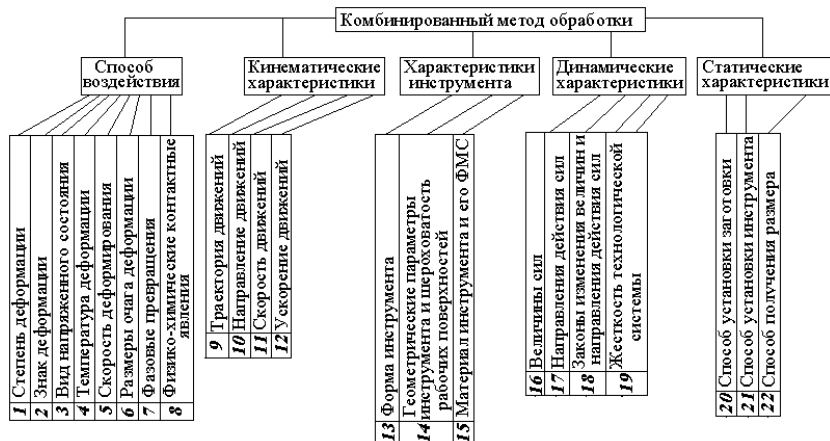 Комбинированный метод обработки
Способ
воздействия
Кинематические
характеристики
Характеристики
инструмента
Динамические
характеристики
Статические
характеристики
1 Степень деформации
2 Знак деформации
3 Вид напряженного состояния
4 Температура деформации
5 Скорость деформирования
6 Размеры очага деформации
7 Фазовые превращения
8 Физико-химические контактные
явления
9 Траектория движений
10 Направление движений
11 Скорость движений
12 Ускорение движений
13 Форма инструмента
14 Геометрические параметры
инструмента и шероховатость
рабочих поверхностей
15 Материал инструмента и его ФМС
16 Величины сил
17 Направления действия сил
18 Законы изменения величин и
направления действия сил
19 Жесткость технологической
системы
20 Способ установки заготовки
21 Способ установки инструмента
22 Способ получения размера